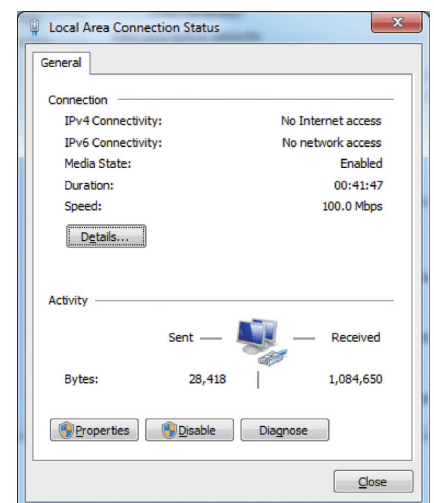 Local Area Connection Status
General
Connection
IPv4 Connectivity: No Internet access
IPv6 Connectivity: No network access
Media State: Enabled
Duration: 00:41:47
Speed: 100.0 Mbps
Details...
Activity
Sent Received
Bytes: 28,418 1,084,650
Properties Disable Diagnose
Close